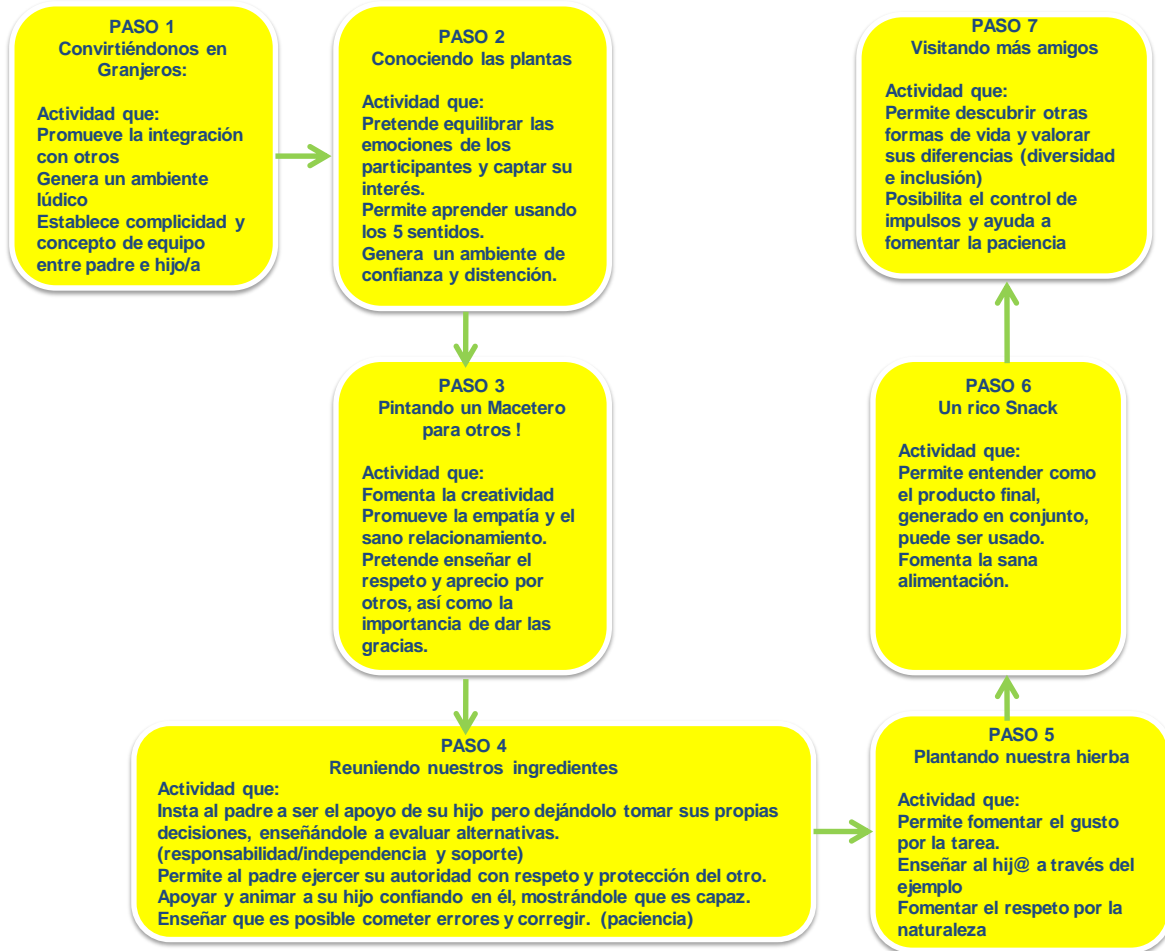 PASO 1
Convirtiéndonos en
Granjeros:
Actividad que:
Promueve la integración
con otros
Genera un ambiente
lúdico
Establece complicidad y
concepto de equipo
entre padre e hijo/a
PASO 2
Conociendo las plantas
Actividad que:
Pretende equilibrar las
emociones de los
participantes y captar su
interés.
Permite aprender usando
los 5 sentidos.
Genera un ambiente de
confianza y distención.
PASO 3
Pintando un Macetero
para otros !
Actividad que:
Fomenta la creatividad
Promueve la empatía y el
sano relacionamiento.
Pretende enseñar el
respeto y aprecio por
otros, así como la
importancia de dar las
gracias.
PASO 4
Reuniendo nuestros ingredientes
Actividad que:
Insta al padre a ser el apoyo de su hijo pero dejándolo tomar sus propias
decisiones, enseñándole a evaluar alternativas.
(responsabilidad/independencia y soporte)
Permite al padre ejercer su autoridad con respeto y protección del otro.
Apoyar y animar a su hijo confiando en él, mostrándole que es capaz.
Enseñar que es posible cometer errores y corregir. (paciencia)
PASO 5
Plantando nuestra hierba
Actividad que:
Permite fomentar el gusto
por la tarea.
Enseñar al hij@ a través del
ejemplo
Fomentar el respeto por la
naturaleza
PASO 6
Un rico Snack
Actividad que:
Permite entender como
el producto final,
generado en conjunto,
puede ser usado.
Fomenta la sana
alimentación.
PASO 7
Visitando más amigos
Actividad que:
Permite descubrir otras
formas de vida y valorar
sus diferencias (diversidad
e inclusión)
Posibilita el control de
impulsos y ayuda a
fomentar la paciencia